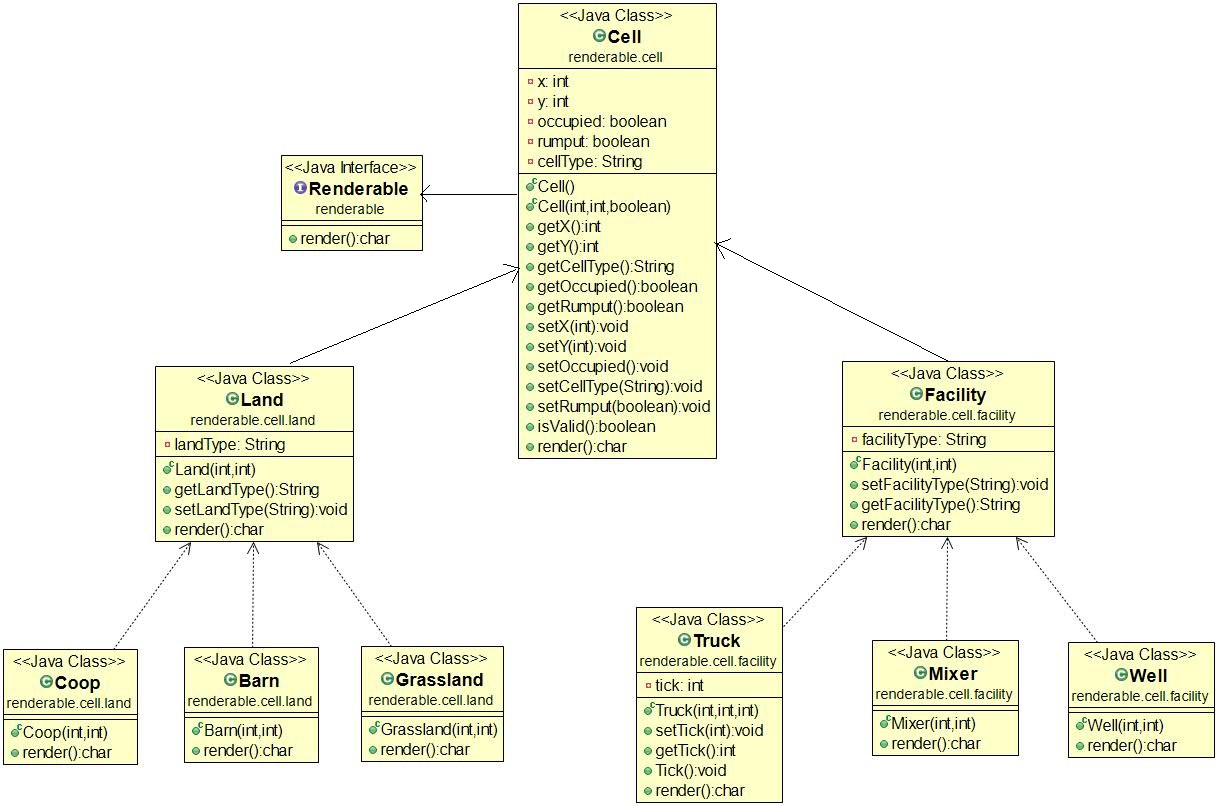 <<Java Class>>
Cell
renderable.cell
x: int
y: int
occupied: boolean
rumput: boolean
cellType: String
Cell()
Cell(int,int,boolean)
getX():int
getY():int
getCellType():String
getOccupied():boolean
getRumput():boolean
setX(int):void
setY(int):void
setOccupied():void
setCellType(String):void
setRumput(boolean):void
isValid():boolean
render():char
<<Java Interface>>
Renderable
renderable
render():char
<<Java Class>>
Land
renderable.cell.land
landType: String
Land(int,int)
getLandType():String
setLandType(String):void
render():char
<<Java Class>>
Facility
renderable.cell.facility
facilityType: String
Facility(int,int)
setFacilityType(String):void
getFacilityType():String
render():char
<<Java Class>>
Coop
renderable.cell.land
Coop(int,int)
render():char
<<Java Class>>
Barn
renderable.cell.land
Barn(int,int)
render():char
<<Java Class>>
Grassland
renderable.cell.land
Grassland(int,int)
render():char
<<Java Class>>
Truck
renderable.cell.facility
tick: int
Truck(int,int,int)
setTick(int):void
getTick():int
Tick():void
render():char
<<Java Class>>
Mixer
renderable.cell.facility
Mixer(int,int)
render():char
<<Java Class>>
Well
renderable.cell.facility
Well(int,int)
render():char